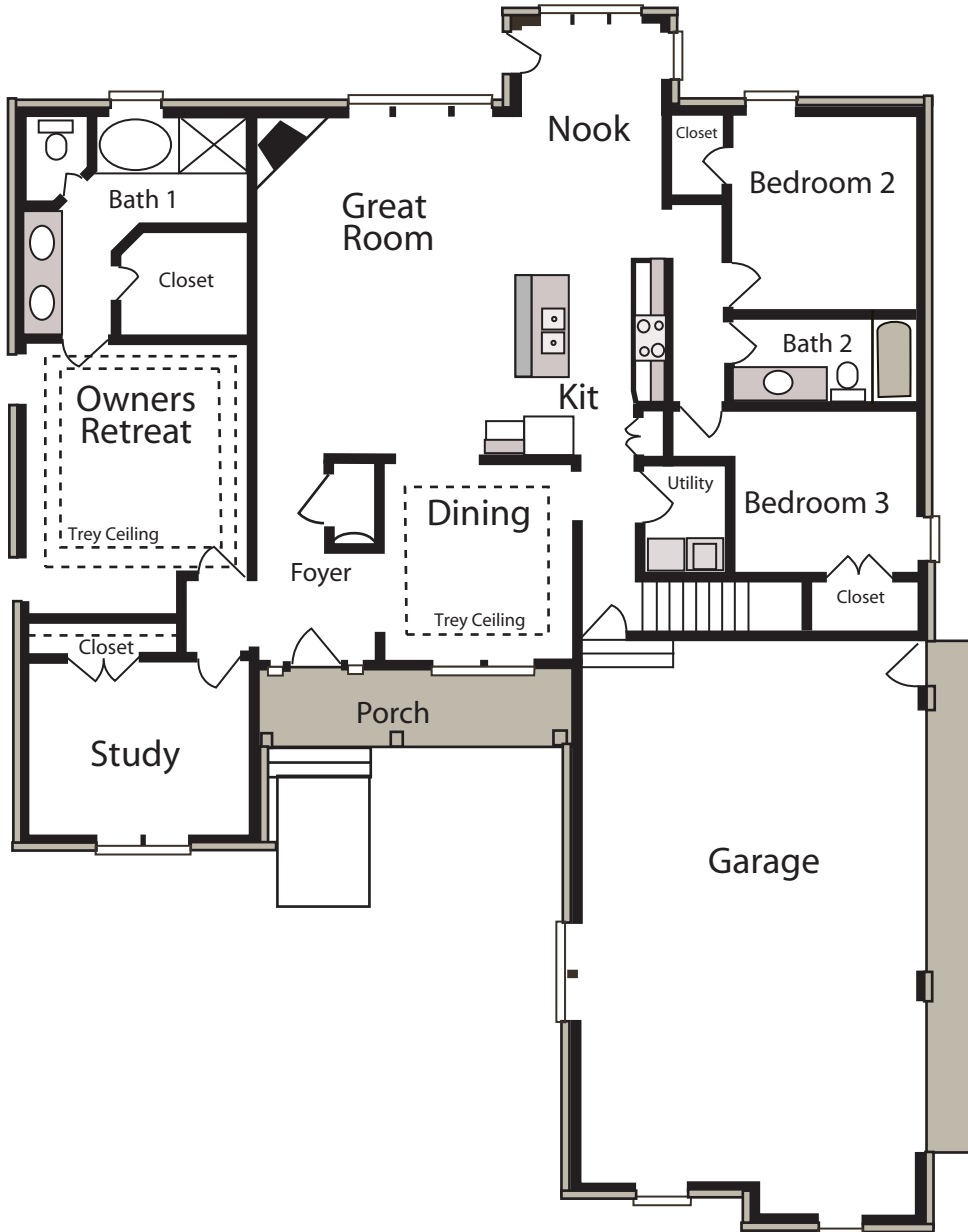 Nook
Closet
Bedroom 2
Bath 1
Great
Room
Closet
Bath 2
Owners
Retreat
Kit
Trey Ceiling
Dining
Utility
Bedroom 3
Foyer
Trey Ceiling
Closet
Closet
Porch
Study
Garage